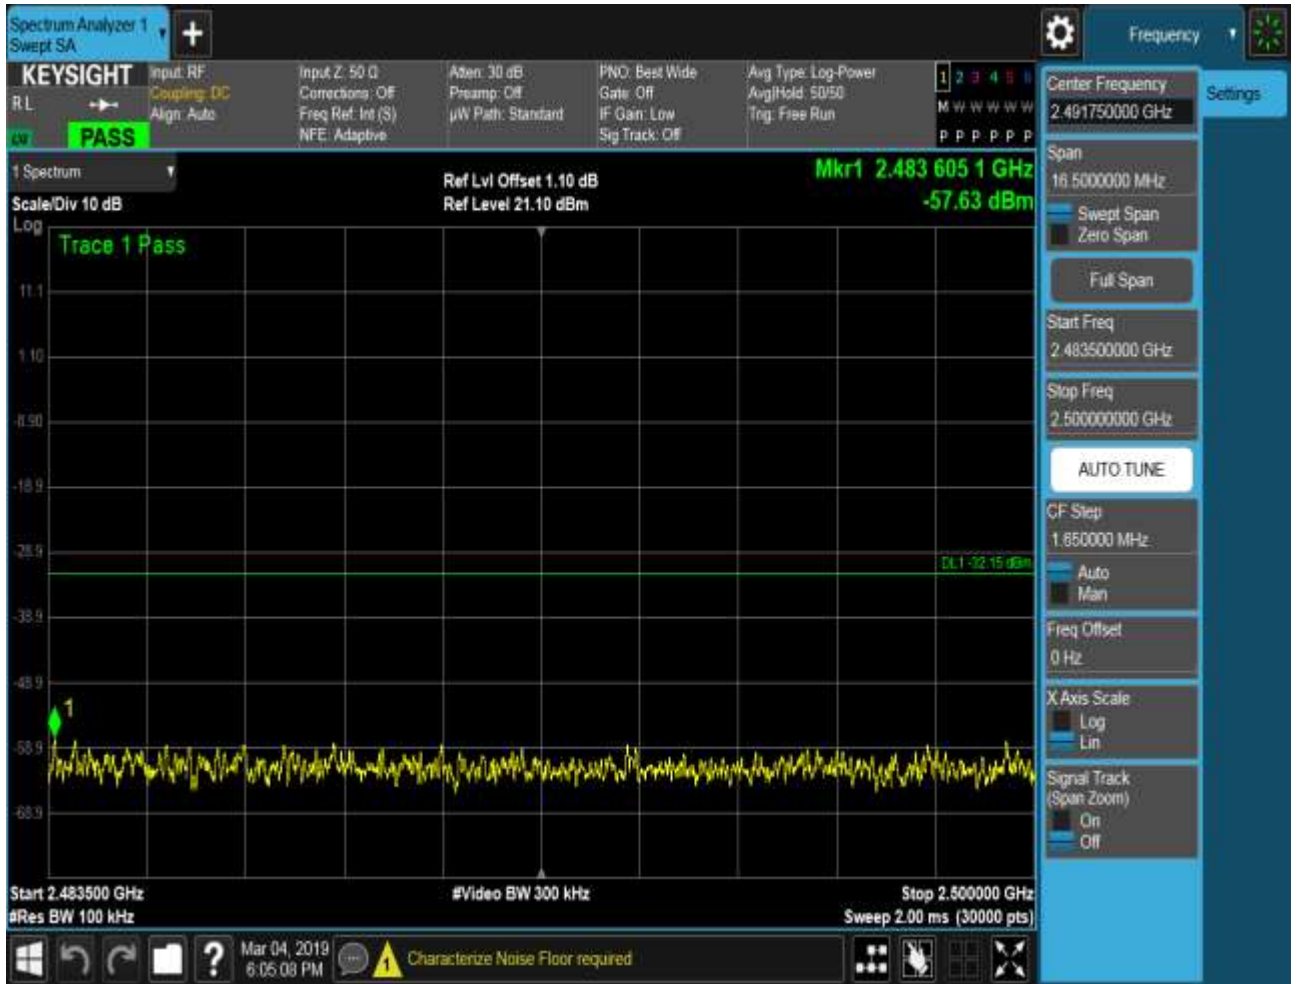 Spectrum Analyzer 1
Swept SA
+
Frequency
KEYSIGHT
R L
PASS
Input: RF
Coupling: DC
Align: Auto
Input Z: 50 Ω
Corrections: Off
Freq Ref: Int (S)
NFE: Adaptive
Atten: 30 dB
Preamp: Off
µW Path: Standard
PNO: Best Wide
Gate: Off
IF Gain: Low
Sig Track: Off
Avg Type: Log-Power
Avg|Hold: 50/50
Trig: Free Run
1 2 3 4 5 6
M W W W W W
P P P P P P
1 Spectrum
Scale/Div 10 dB
Log
Ref Lvl Offset 1.10 dB
Ref Level 21.10 dBm
Mkr1 2.483 605 1 GHz
-57.63 dBm
Trace 1 Pass
11.1
1.10
-8.90
-18.9
-28.9
DL1 -32.15 dBm
-38.9
-48.9
1
-58.9
-68.9
Start 2.483500 GHz
#Video BW 300 kHz
Stop 2.500000 GHz
#Res BW 100 kHz
Sweep 2.00 ms (30000 pts)
Center Frequency
2.491750000 GHz
Settings
Span
16.5000000 MHz
Swept Span
Zero Span
Full Span
Start Freq
2.483500000 GHz
Stop Freq
2.500000000 GHz
AUTO TUNE
CF Step
1.650000 MHz
Auto
Man
Freq Offset
0 Hz
X Axis Scale
Log
Lin
Signal Track
(Span Zoom)
On
Off
?
Mar 04, 2019
6:05:08 PM
1
Characterize Noise Floor required